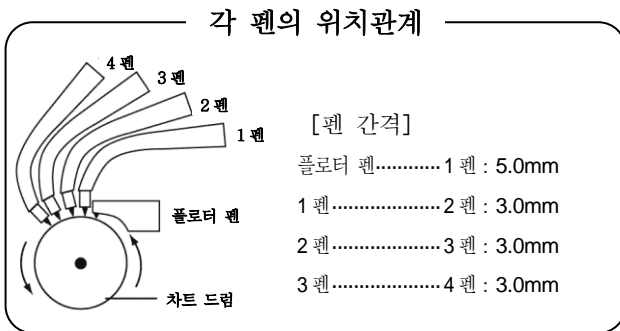 각 펜의 위치관계
4 펜
3 펜
2 펜
1 펜
플로터 펜
차트 드럼
[펜 간격]
플로터 펜············1 펜 : 5.0mm
1 펜····················2 펜 : 3.0mm
2 펜····················3 펜 : 3.0mm
3 펜····················4 펜 : 3.0mm